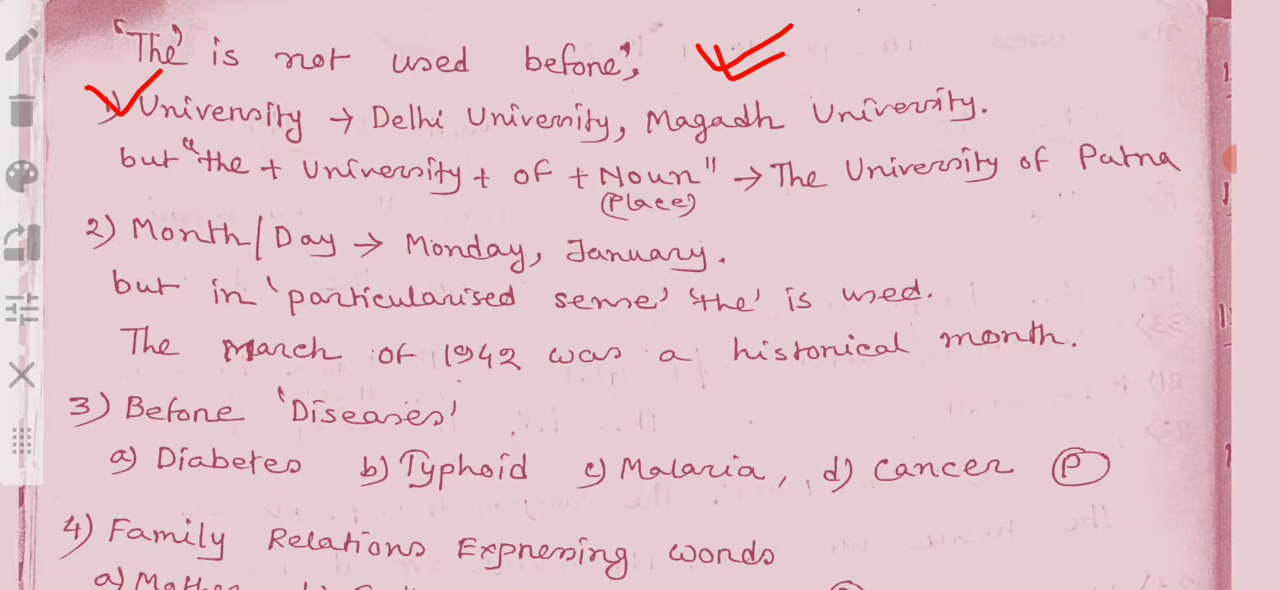 'The' is not used before',
1) University → Delhi University, Magadh University.
but "the + University + of + Noun" → The University of Patna
(Place)
2) Month/Day → Monday, January.
but in 'particularised sense' 'the' is used.
The March of 1942 was a historical month.
3) Before 'Diseases'
a) Diabetes b) Typhoid c) Malaria, d) cancer (P)
4) Family Relations Expressing words
a) Mother